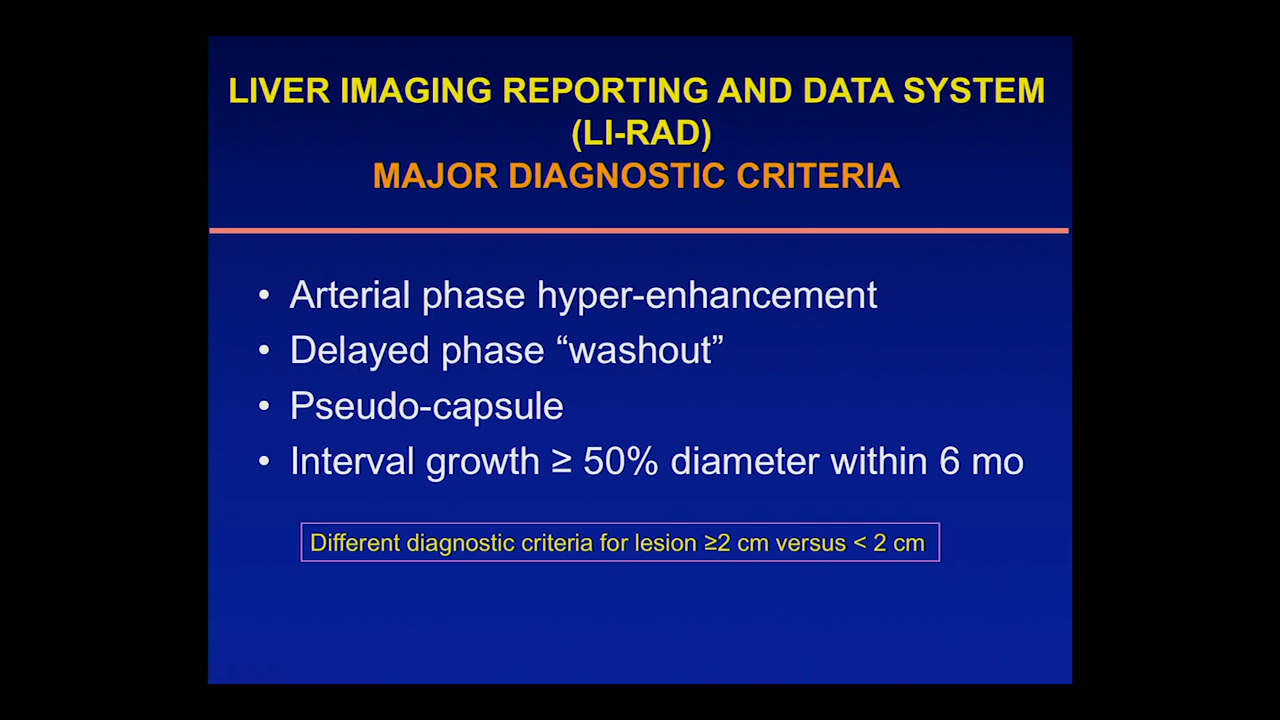 LIVER IMAGING REPORTING AND DATA SYSTEM
(LI-RAD)
MAJOR DIAGNOSTIC CRITERIA
• Arterial phase hyper-enhancement
• Delayed phase “washout”
• Pseudo-capsule
• Interval growth ≥ 50% diameter within 6 mo
Different diagnostic criteria for lesion ≥2 cm versus < 2 cm